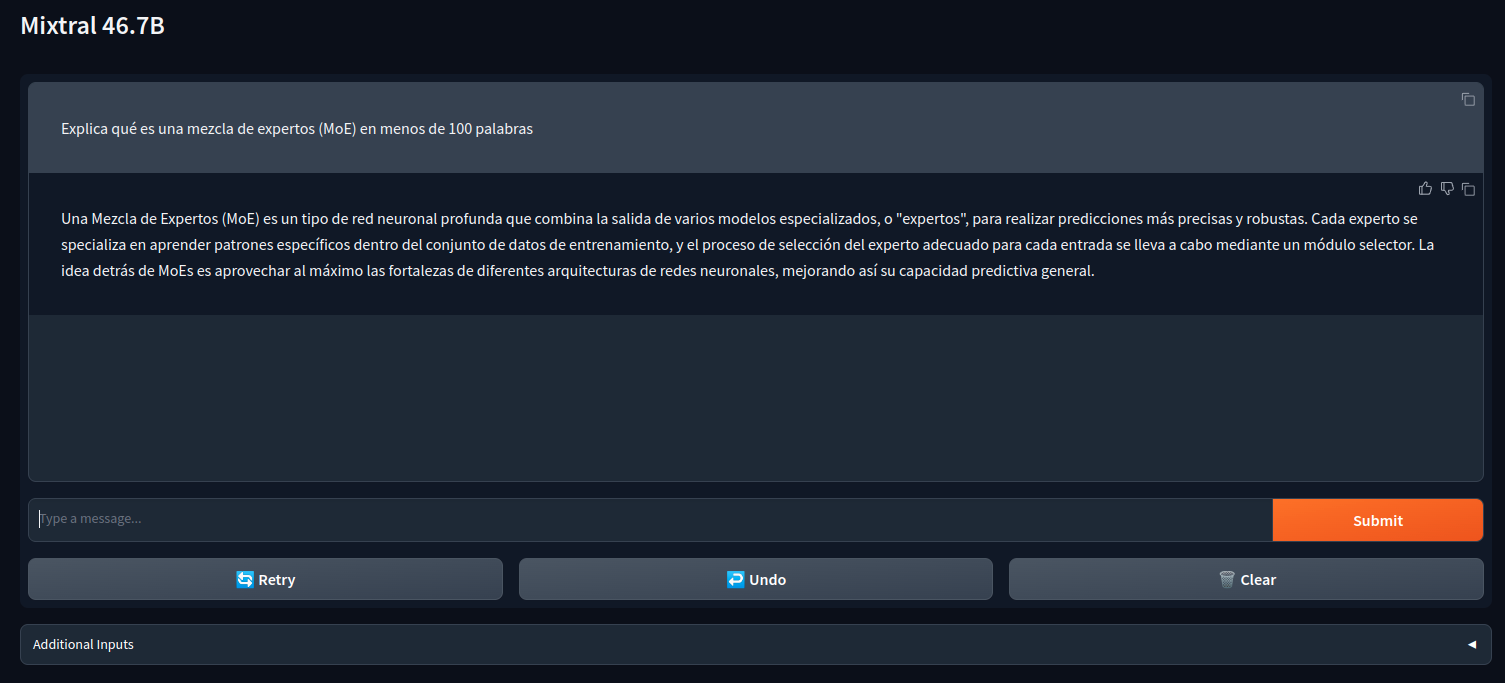 Mixtral 46.7B
Explica qué es una mezcla de expertos (MoE) en menos de 100 palabras
Una Mezcla de Expertos (MoE) es un tipo de red neuronal profunda que combina la salida de varios modelos especializados, o "expertos", para realizar predicciones más precisas y robustas. Cada experto se
specializa en aprender patrones específicos dentro del conjunto de datos de entrenamiento, y el proceso de selección del experto adecuado para cada entrada se lleva a cabo mediante un módulo selector. La
idea detrás de MoEs es aprovechar al máximo las fortalezas de diferentes arquitecturas de redes neuronales, mejorando así su capacidad predictiva general.
Type a message...
Submit
Retry
Undo
Clear
Additional Inputs